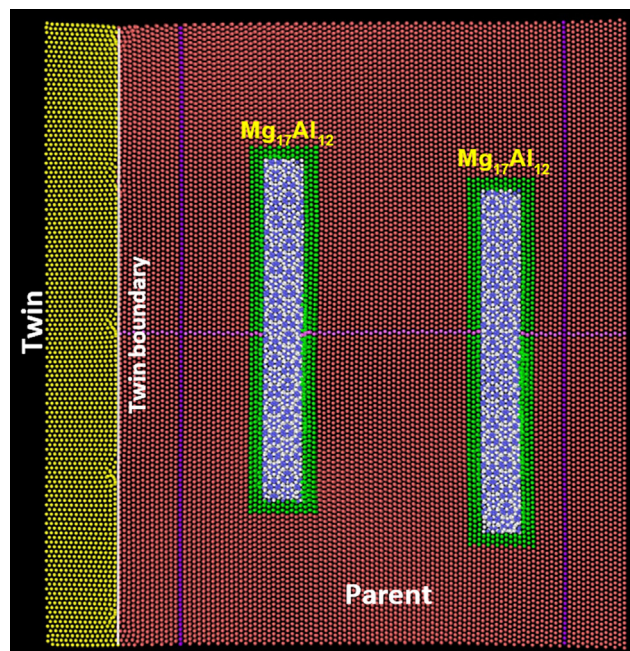 Mg₁₇Al₁₂
Mg₁₇Al₁₂
Twin
Twin boundary
Parent